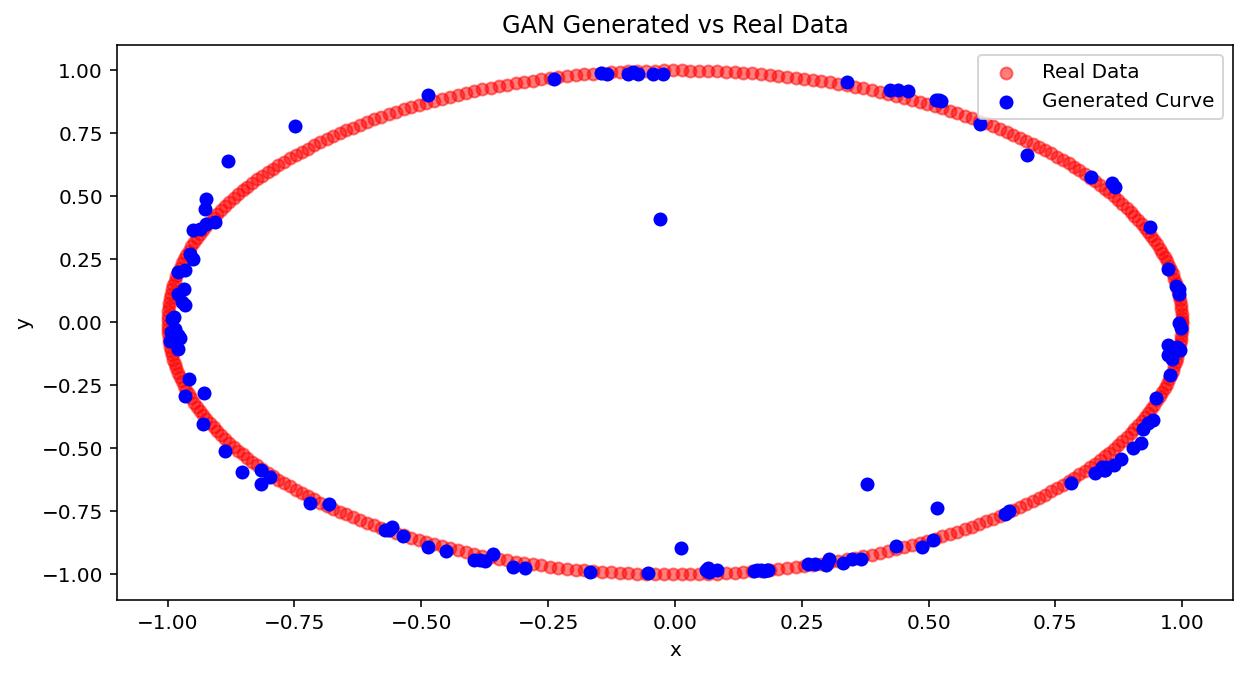 GAN Generated vs Real Data
Real Data
Generated Curve
1.00
0.75
0.50
0.25
0.00
−0.25
−0.50
−0.75
−1.00
y
−1.00 −0.75 −0.50 −0.25 0.00 0.25 0.50 0.75 1.00
x